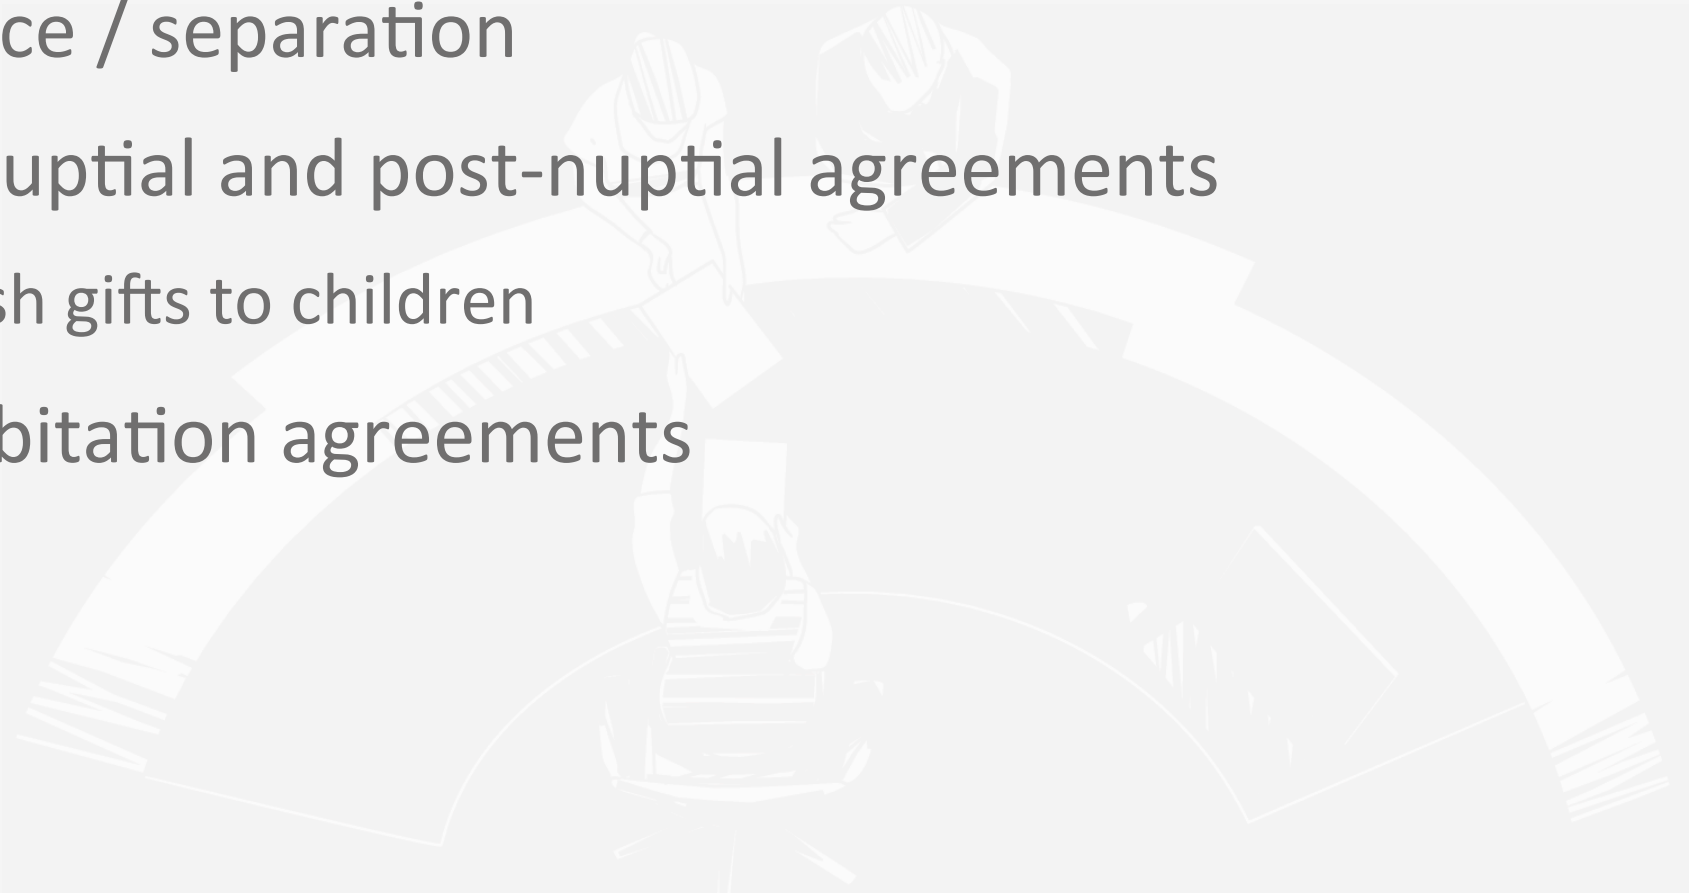 ce / separation
uptial and post-nuptial agreements
sh gifts to children
bitation agreements